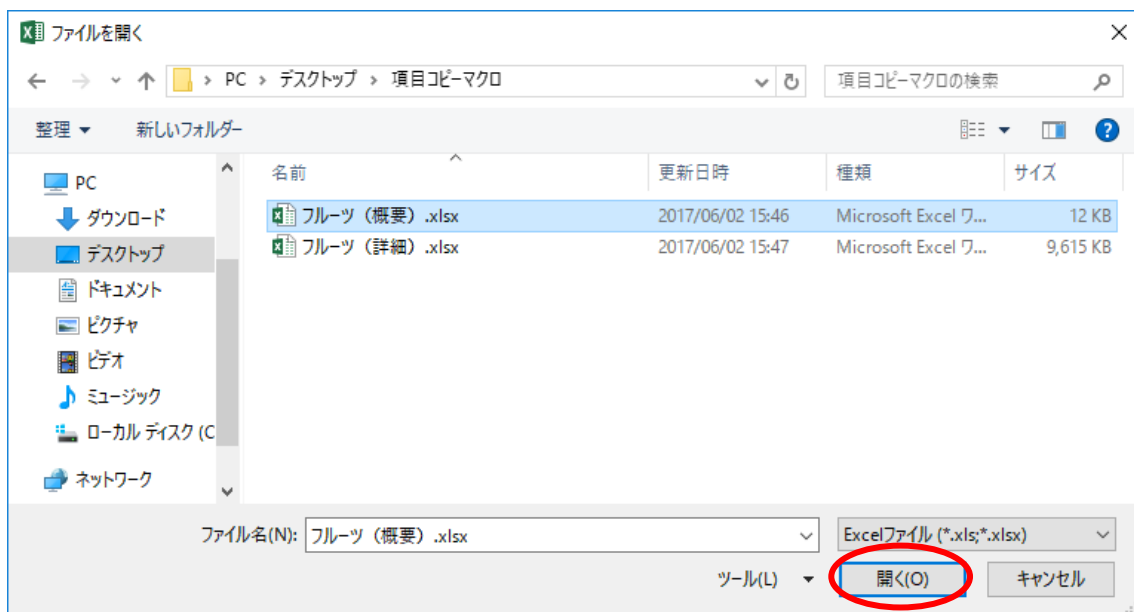 ファイルを開く
PC > デスクトップ > 項目コピーマクロ
項目コピーマクロの検索
整理
新しいフォルダー
名前 更新日時 種類 サイズ
PC
ダウンロード
デスクトップ
ドキュメント
ピクチャ
ビデオ
ミュージック
ローカル ディスク (C
ネットワーク
フルーツ（概要）.xlsx 2017/06/02 15:46 Microsoft Excel ワ... 12 KB
フルーツ（詳細）.xlsx 2017/06/02 15:47 Microsoft Excel ワ... 9,615 KB
ファイル名(N): フルーツ（概要）.xlsx
Excelファイル (*.xls;*.xlsx)
ツール(L) 開く(O) キャンセル